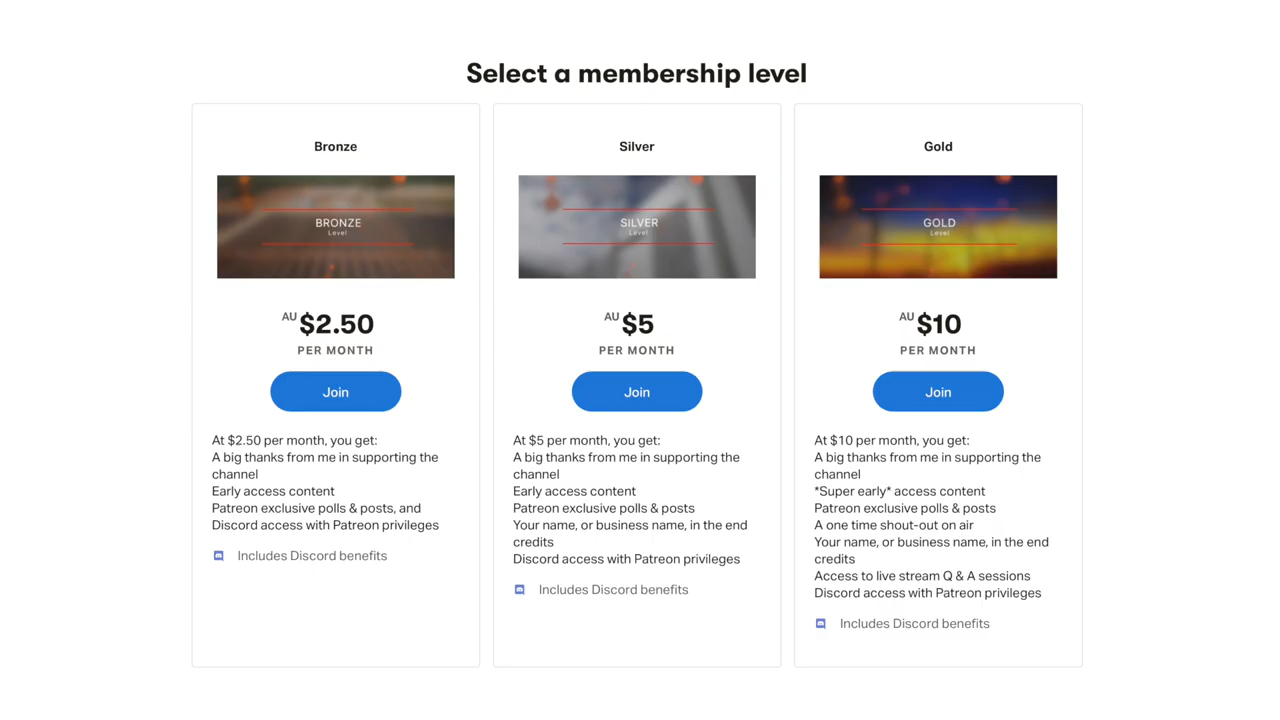 Select a membership level
Bronze
BRONZE
Level
AU $2.50
PER MONTH
Join
At $2.50 per month, you get:
A big thanks from me in supporting the
channel
Early access content
Patreon exclusive polls & posts, and
Discord access with Patreon privileges
Includes Discord benefits
Silver
SILVER
Level
AU $5
PER MONTH
Join
At $5 per month, you get:
A big thanks from me in supporting the
channel
Early access content
Patreon exclusive polls & posts
Your name, or business name, in the end
credits
Discord access with Patreon privileges
Includes Discord benefits
Gold
GOLD
Level
AU $10
PER MONTH
Join
At $10 per month, you get:
A big thanks from me in supporting the
channel
*Super early* access content
Patreon exclusive polls & posts
A one time shout-out on air
Your name, or business name, in the end
credits
Access to live stream Q & A sessions
Discord access with Patreon privileges
Includes Discord benefits